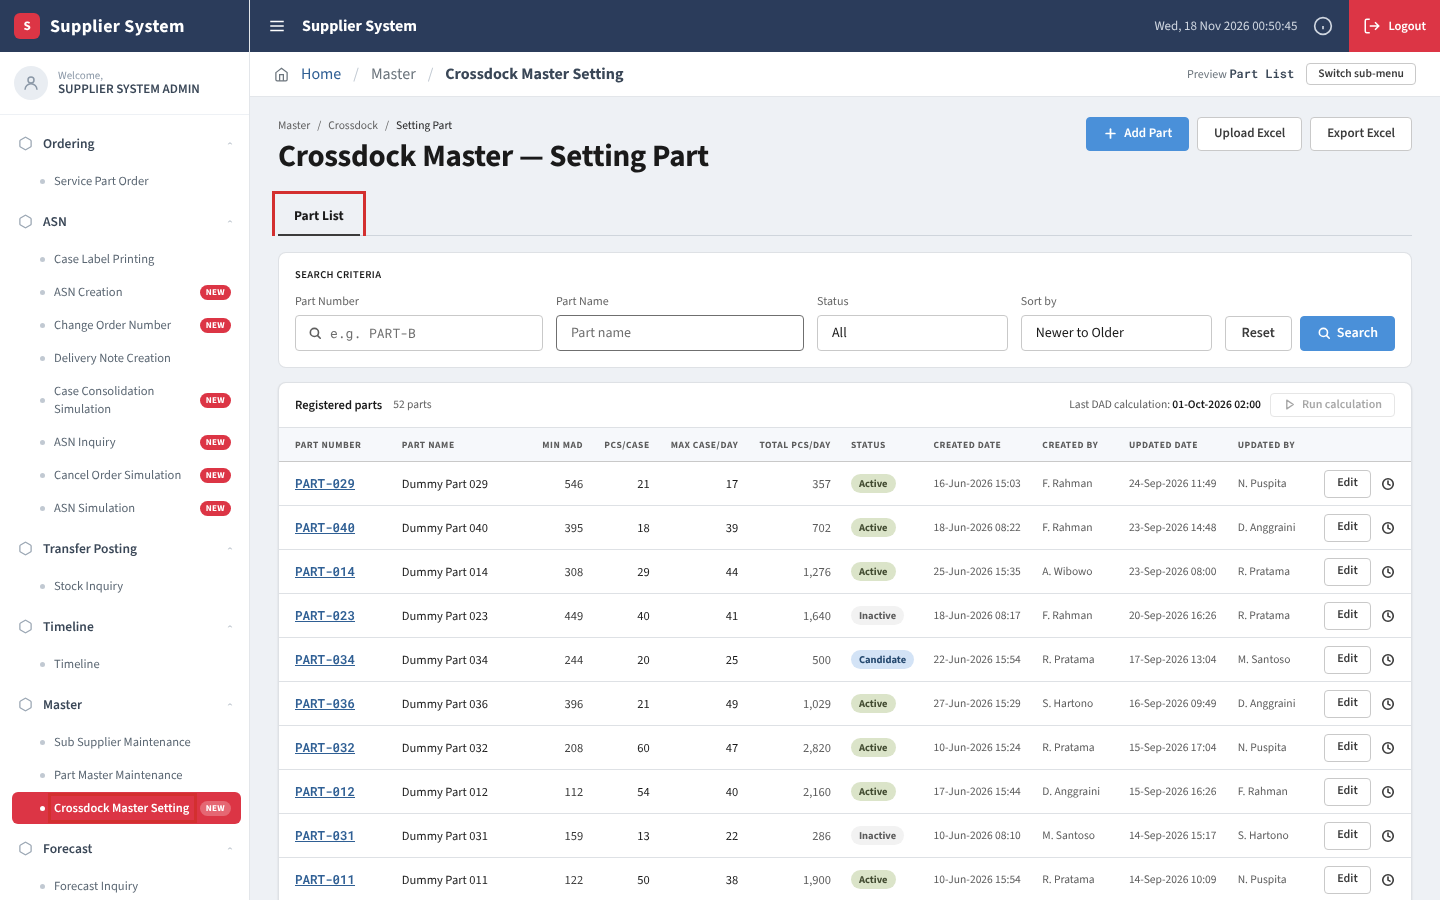 S Supplier System
Supplier System
Wed, 18 Nov 2026 00:50:45
Logout
Welcome,
SUPPLIER SYSTEM ADMIN
Home / Master / Crossdock Master Setting
Preview Part List
Switch sub-menu
Ordering
Service Part Order
ASN
Case Label Printing
ASN Creation NEW
Change Order Number NEW
Delivery Note Creation
Case Consolidation
Simulation NEW
ASN Inquiry NEW
Cancel Order Simulation NEW
ASN Simulation NEW
Transfer Posting
Stock Inquiry
Timeline
Timeline
Master
Sub Supplier Maintenance
Part Master Maintenance
Crossdock Master Setting NEW
Forecast
Forecast Inquiry
Master / Crossdock / Setting Part
Crossdock Master — Setting Part
Add Part
Upload Excel
Export Excel
Part List
SEARCH CRITERIA
Part Number Part Name Status Sort by
e.g. PART-B Part name All Newer to Older Reset Search
Registered parts 52 parts
Last DAD calculation: 01-Oct-2026 02:00 Run calculation
PART NUMBER PART NAME MIN MAD PCS/CASE MAX CASE/DAY TOTAL PCS/DAY STATUS CREATED DATE CREATED BY UPDATED DATE UPDATED BY
PART-029 Dummy Part 029 546 21 17 357 Active 16-Jun-2026 15:03 F. Rahman 24-Sep-2026 11:49 N. Puspita Edit
PART-040 Dummy Part 040 395 18 39 702 Active 18-Jun-2026 08:22 F. Rahman 23-Sep-2026 14:48 D. Anggraini Edit
PART-014 Dummy Part 014 308 29 44 1,276 Active 25-Jun-2026 15:35 A. Wibowo 23-Sep-2026 08:00 R. Pratama Edit
PART-023 Dummy Part 023 449 40 41 1,640 Inactive 18-Jun-2026 08:17 F. Rahman 20-Sep-2026 16:26 R. Pratama Edit
PART-034 Dummy Part 034 244 20 25 500 Candidate 22-Jun-2026 15:54 R. Pratama 17-Sep-2026 13:04 M. Santoso Edit
PART-036 Dummy Part 036 396 21 49 1,029 Active 27-Jun-2026 15:29 S. Hartono 16-Sep-2026 09:49 D. Anggraini Edit
PART-032 Dummy Part 032 208 60 47 2,820 Active 10-Jun-2026 15:24 R. Pratama 15-Sep-2026 17:04 N. Puspita Edit
PART-012 Dummy Part 012 112 54 40 2,160 Active 17-Jun-2026 15:44 D. Anggraini 15-Sep-2026 16:26 F. Rahman Edit
PART-031 Dummy Part 031 159 13 22 286 Inactive 10-Jun-2026 08:10 M. Santoso 14-Sep-2026 15:17 S. Hartono Edit
PART-011 Dummy Part 011 122 50 38 1,900 Active 10-Jun-2026 15:54 R. Pratama 14-Sep-2026 10:09 N. Puspita Edit